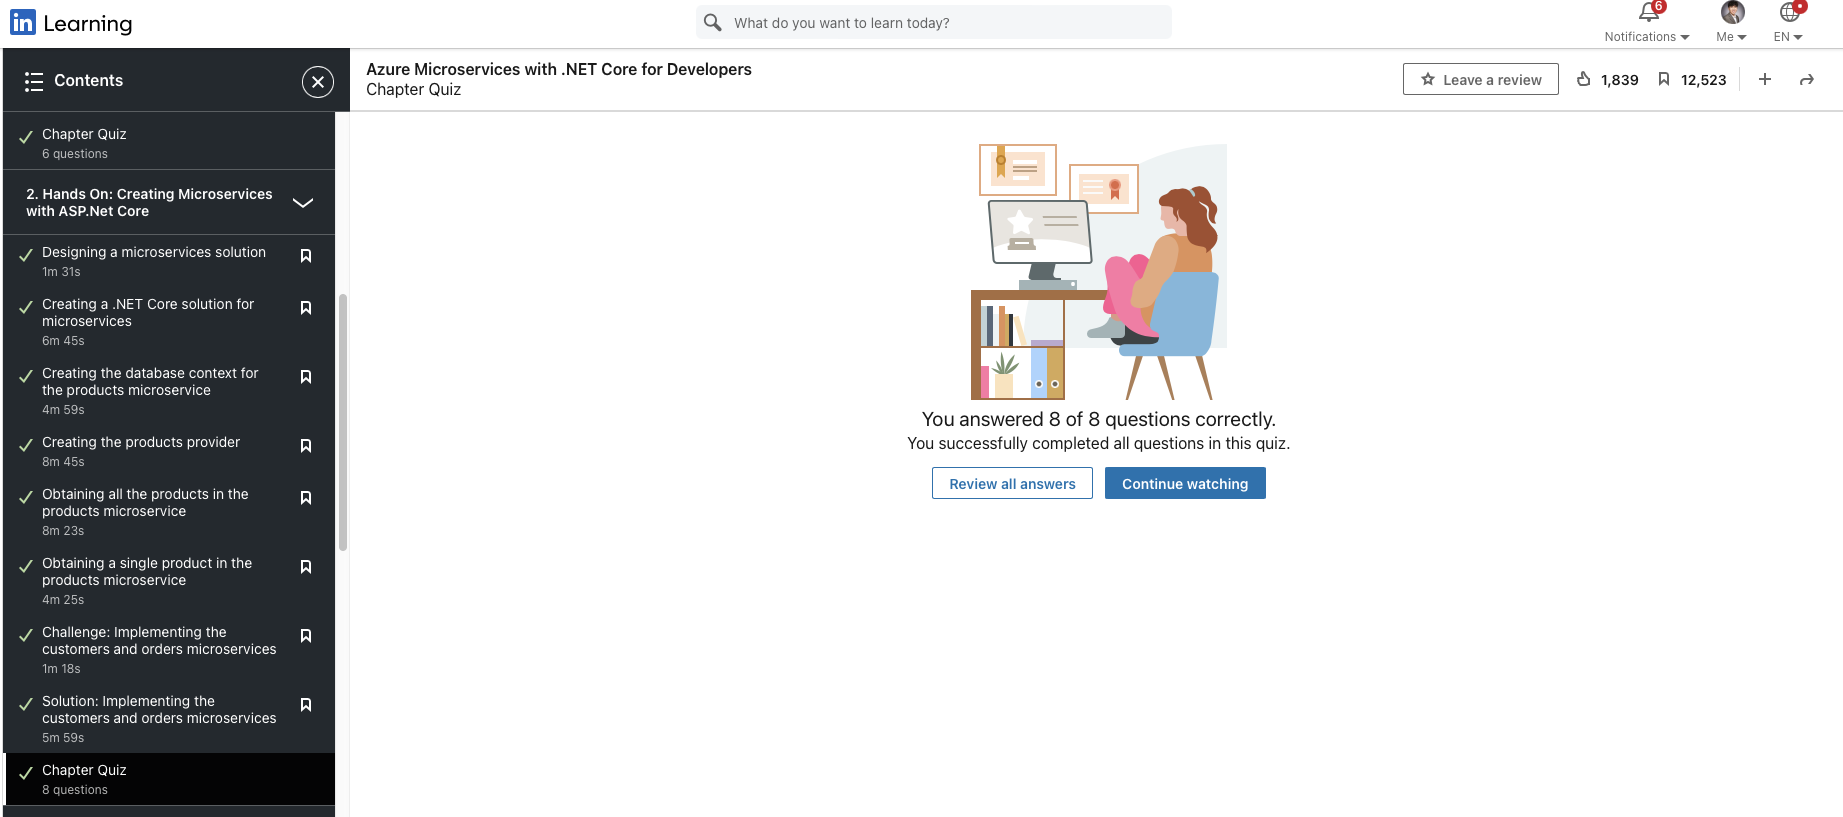 in Learning
What do you want to learn today?
6
Notifications
Me
EN
Contents
Azure Microservices with .NET Core for Developers
Chapter Quiz
Leave a review
1,839
12,523
Chapter Quiz
6 questions
2. Hands On: Creating Microservices
with ASP.Net Core
Designing a microservices solution
1m 31s
Creating a .NET Core solution for
microservices
6m 45s
Creating the database context for
the products microservice
4m 59s
Creating the products provider
8m 45s
Obtaining all the products in the
products microservice
8m 23s
Obtaining a single product in the
products microservice
4m 25s
Challenge: Implementing the
customers and orders microservices
1m 18s
Solution: Implementing the
customers and orders microservices
5m 59s
Chapter Quiz
8 questions
You answered 8 of 8 questions correctly.
You successfully completed all questions in this quiz.
Review all answers
Continue watching